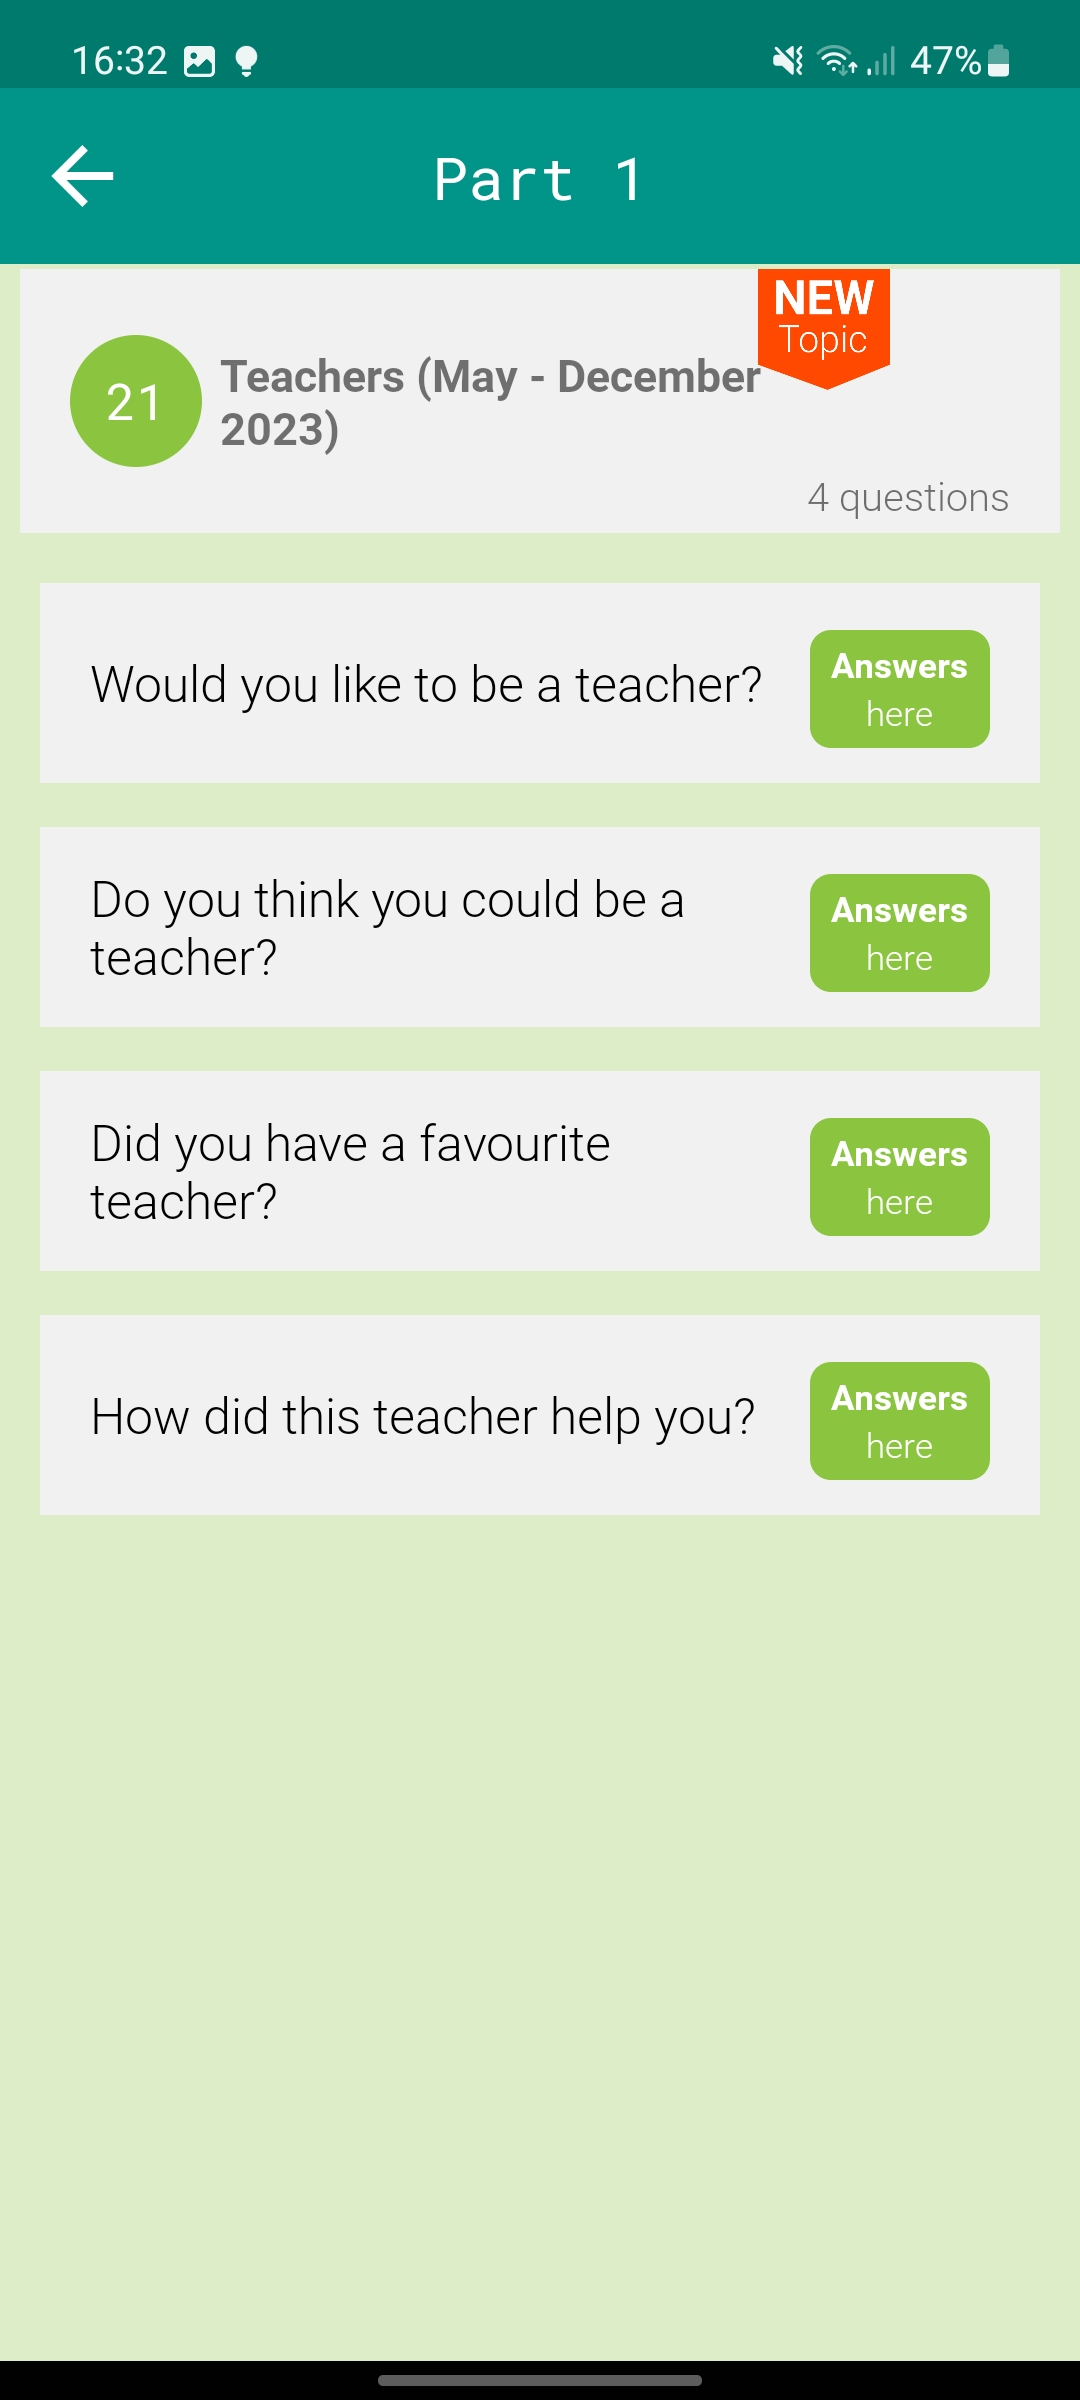 16:32
47%
Part 1
NEW
Topic
21
Teachers (May - December
2023)
4 questions
Would you like to be a teacher?
Answers
here
Do you think you could be a
teacher?
Answers
here
Did you have a favourite
teacher?
Answers
here
How did this teacher help you?
Answers
here